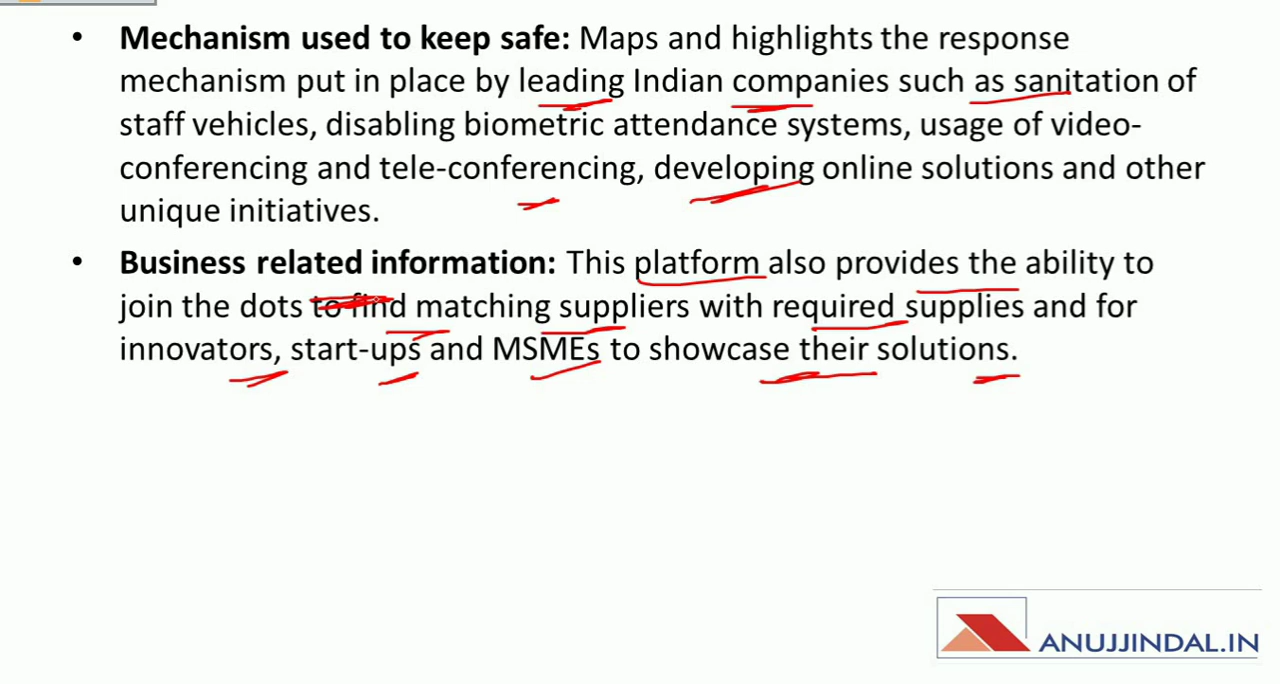 • Mechanism used to keep safe: Maps and highlights the response
mechanism put in place by leading Indian companies such as sanitation of
staff vehicles, disabling biometric attendance systems, usage of video-
conferencing and tele-conferencing, developing online solutions and other
unique initiatives.
• Business related information: This platform also provides the ability to
join the dots to find matching suppliers with required supplies and for
innovators, start-ups and MSMEs to showcase their solutions.
ANUJJINDAL.IN